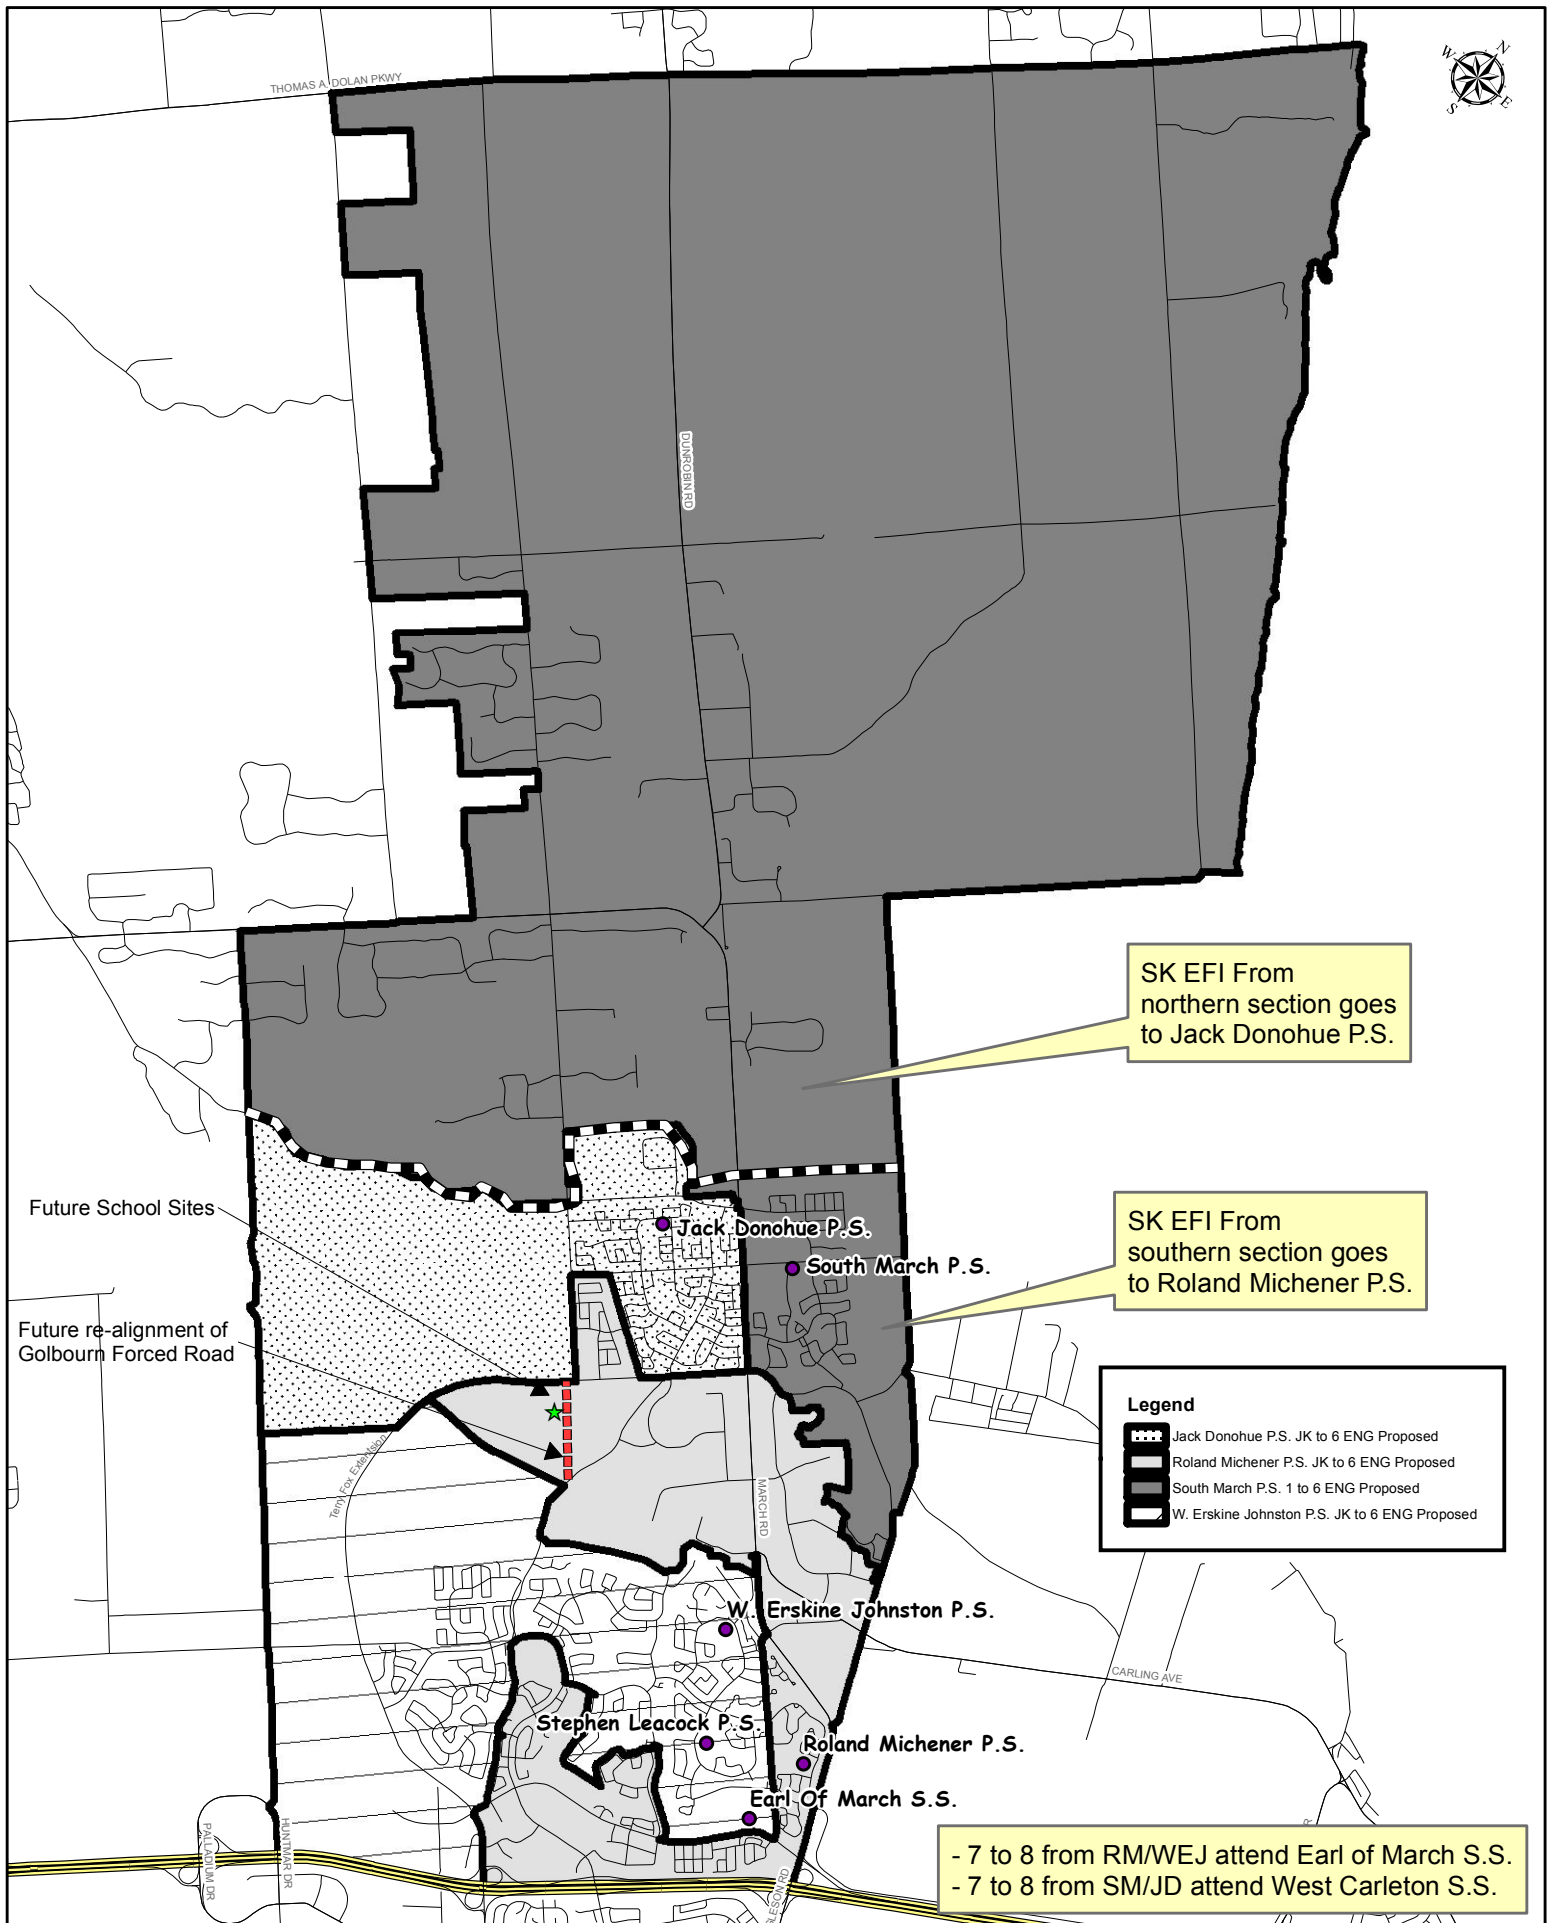 THOMAS A. DOLAN PKWY
W
N
S
E
DUNROBIN RD
SK EFI From
northern section goes
to Jack Donohue P.S.
Future School Sites
Jack Donohue P.S.
South March P.S.
SK EFI From
southern section goes
to Roland Michener P.S.
Future re-alignment of
Golbourn Forced Road
Legend
Jack Donohue P.S. JK to 6 ENG Proposed
Roland Michener P.S. JK to 6 ENG Proposed
South March P.S. 1 to 6 ENG Proposed
W. Erskine Johnston P.S. JK to 6 ENG Proposed
Terry Fox Extentsion
MARCH RD
W. Erskine Johnston P.S.
CARLING AVE
Stephen Leacock P.S.
Roland Michener P.S.
Earl Of March S.S.
PALLADIUM DR
HUNTMAR DR
R
GLESON RD
- 7 to 8 from RM/WEJ attend Earl of March S.S.
- 7 to 8 from SM/JD attend West Carleton S.S.